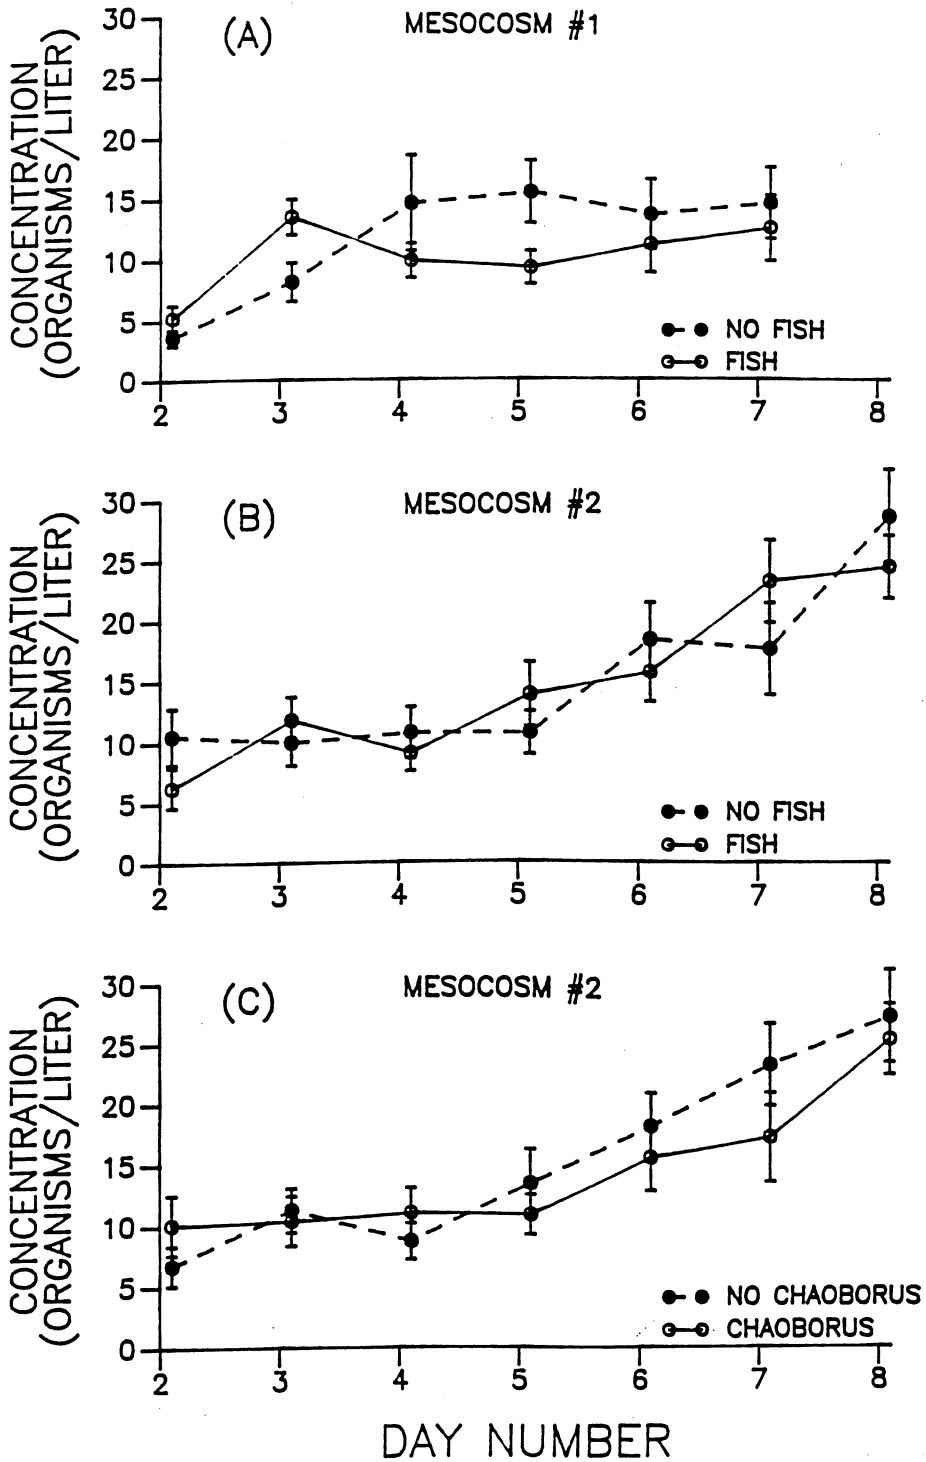 (A)
MESOCOSM #1
CONCENTRATION
(ORGANISMS/LITER)
30
25
20
15
10
5
0
NO FISH
FISH
2 3 4 5 6 7 8
(B)
MESOCOSM #2
CONCENTRATION
(ORGANISMS/LITER)
30
25
20
15
10
5
0
NO FISH
FISH
2 3 4 5 6 7 8
(C)
MESOCOSM #2
CONCENTRATION
(ORGANISMS/LITER)
30
25
20
15
10
5
0
NO CHAOBORUS
CHAOBORUS
2 3 4 5 6 7 8
DAY NUMBER